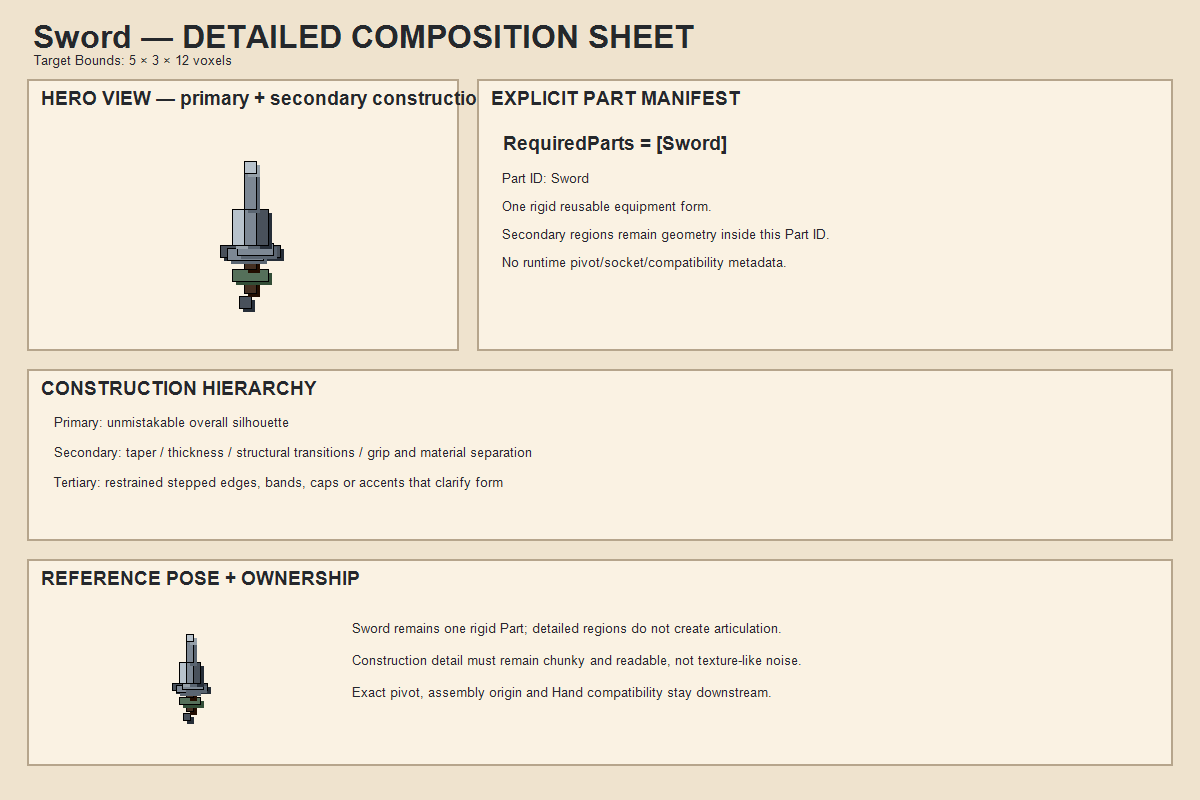 Sword — DETAILED COMPOSITION SHEET
Target Bounds: 5 × 3 × 12 voxels
HERO VIEW — primary + secondary constructio
EXPLICIT PART MANIFEST
RequiredParts = [Sword]
Part ID: Sword
One rigid reusable equipment form.
Secondary regions remain geometry inside this Part ID.
No runtime pivot/socket/compatibility metadata.
CONSTRUCTION HIERARCHY
Primary: unmistakable overall silhouette
Secondary: taper / thickness / structural transitions / grip and material separation
Tertiary: restrained stepped edges, bands, caps or accents that clarify form
REFERENCE POSE + OWNERSHIP
Sword remains one rigid Part; detailed regions do not create articulation.
Construction detail must remain chunky and readable, not texture-like noise.
Exact pivot, assembly origin and Hand compatibility stay downstream.